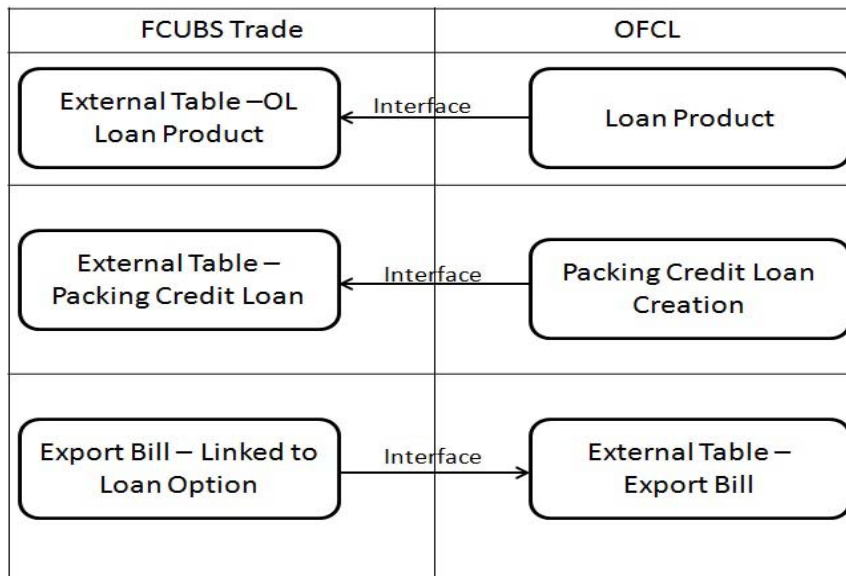 FCUBS Trade
OFCL
External Table –OL
Loan Product
Interface
Loan Product
External Table –
Packing Credit Loan
Interface
Packing Credit Loan
Creation
Export Bill – Linked to
Loan Option
Interface
External Table –
Export Bill